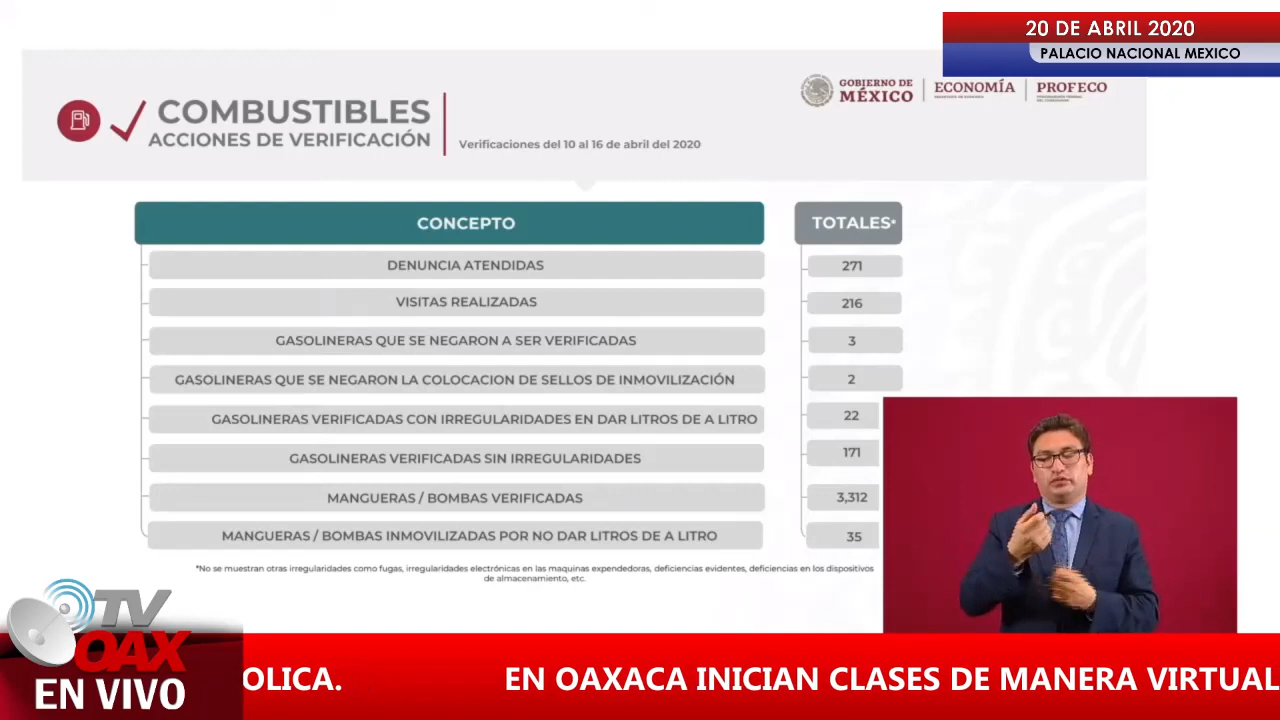 20 DE ABRIL 2020
PALACIO NACIONAL MEXICO
GOBIERNO DE
MÉXICO
ECONOMÍA
PROFECO
COMBUSTIBLES
ACCIONES DE VERIFICACIÓN
Verificaciones del 10 al 16 de abril del 2020
CONCEPTO TOTALES*
DENUNCIA ATENDIDAS 271
VISITAS REALIZADAS 216
GASOLINERAS QUE SE NEGARON A SER VERIFICADAS 3
GASOLINERAS QUE SE NEGARON LA COLOCACION DE SELLOS DE INMOVILIZACIÓN 2
GASOLINERAS VERIFICADAS CON IRREGULARIDADES EN DAR LITROS DE A LITRO 22
GASOLINERAS VERIFICADAS SIN IRREGULARIDADES 171
MANGUERAS / BOMBAS VERIFICADAS 3,312
MANGUERAS / BOMBAS INMOVILIZADAS POR NO DAR LITROS DE A LITRO 35
*No se muestran otras irregularidades como fugas, irregularidades electrónicas en las maquinas expendedoras, deficiencias evidentes, deficiencias en los dispositivos
de almacenamiento, etc.
TV
OAX
EN VIVO
OLICA. EN OAXACA INICIAN CLASES DE MANERA VIRTUAL